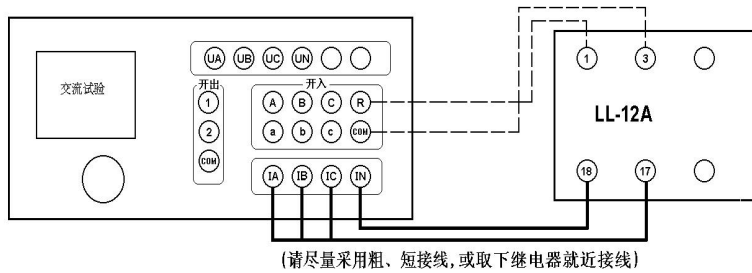 UA UB UC UN
1 3
开出 开入
交流试验
1 A B C R
LL-12A
2 a b c COM
COM
IA IB IC IN
18 17
(请尽量采用粗、短接线,或取下继电器就近接线)